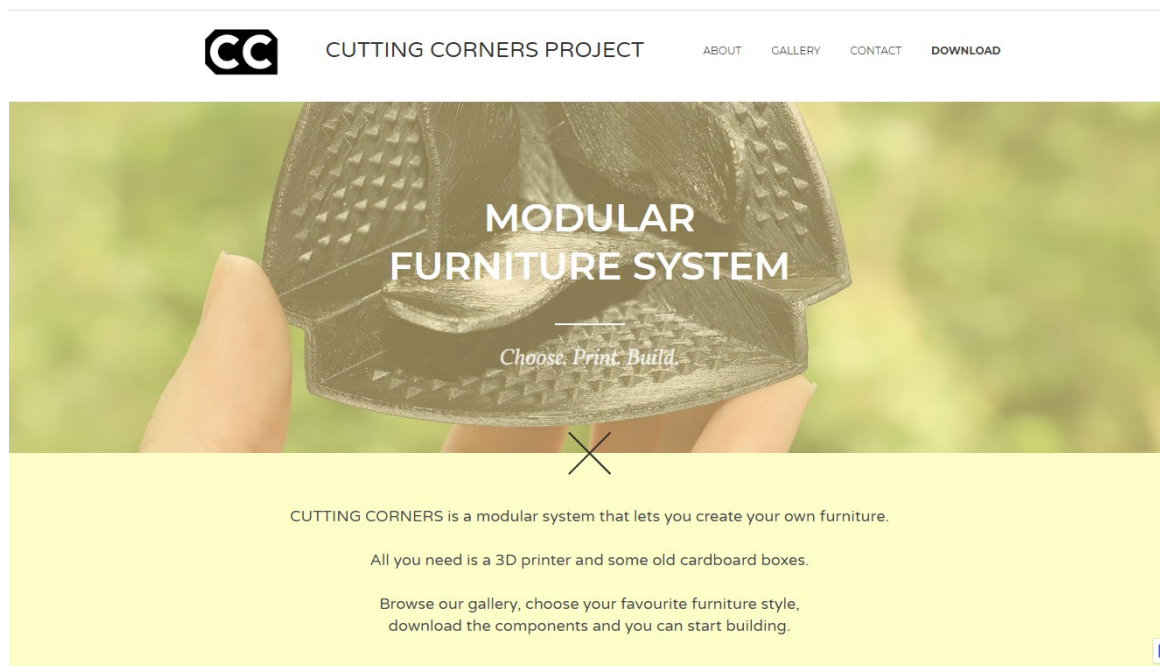 CC
CUTTING CORNERS PROJECT
ABOUT
GALLERY
CONTACT
DOWNLOAD
MODULAR
FURNITURE SYSTEM
Choose. Print. Build.
CUTTING CORNERS is a modular system that lets you create your own furniture.
All you need is a 3D printer and some old cardboard boxes.
Browse our gallery, choose your favourite furniture style,
download the components and you can start building.